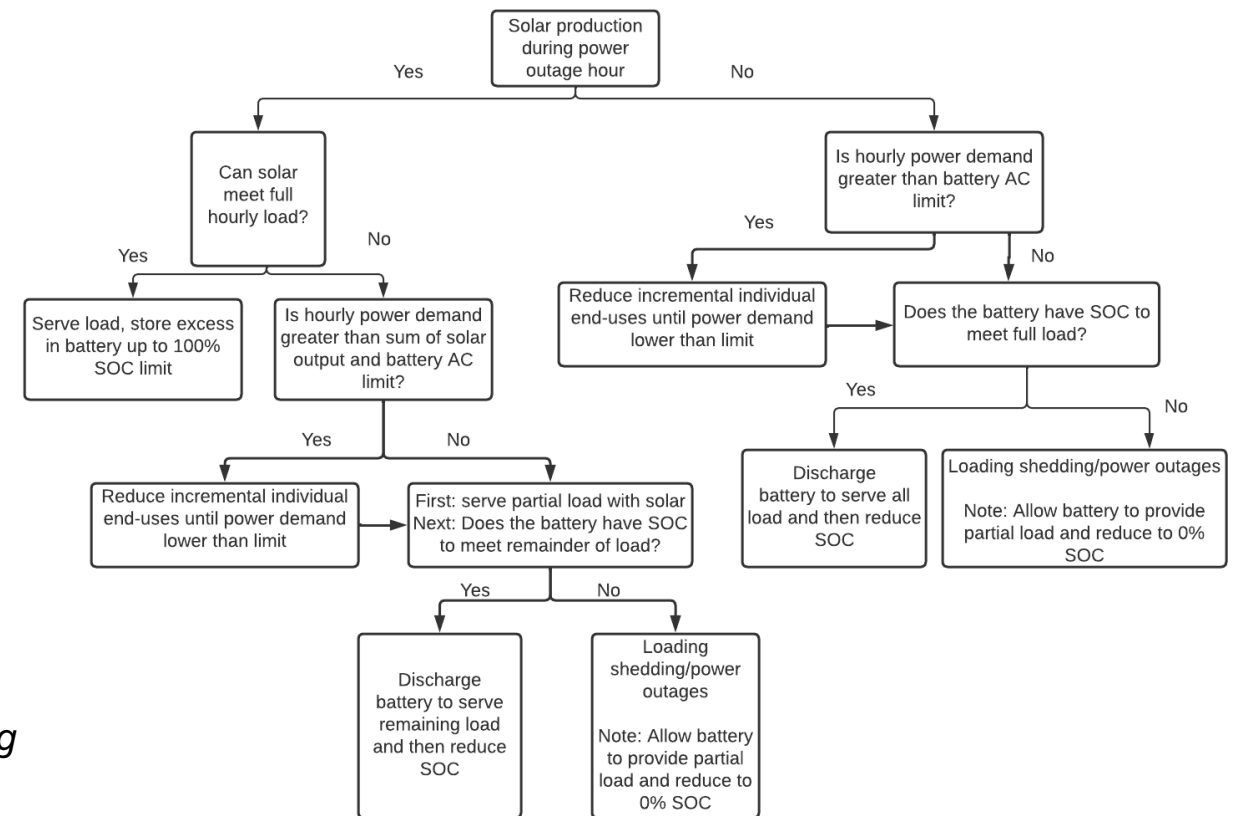 Solar production
during power
outage hour
Yes
No
Can solar
meet full
hourly load?
Is hourly power demand
greater than battery AC
limit?
Yes
No
Yes
No
Serve load, store excess
in battery up to 100%
SOC limit
Is hourly power demand
greater than sum of solar
output and battery AC
limit?
Reduce incremental individual
end-uses until power demand
lower than limit
Does the battery have SOC to
meet full load?
Yes
No
Yes
No
Reduce incremental individual
end-uses until power demand
lower than limit
First: serve partial load with solar
Next: Does the battery have SOC
to meet remainder of load?
Discharge
battery to serve all
load and then reduce
SOC
Loading shedding/power outages
Note: Allow battery to provide
partial load and reduce to 0%
SOC
Yes
No
Discharge
battery to serve
remaining load
and then reduce
SOC
Loading
shedding/power
outages
Note: Allow battery
to provide partial
load and reduce to
0% SOC
g